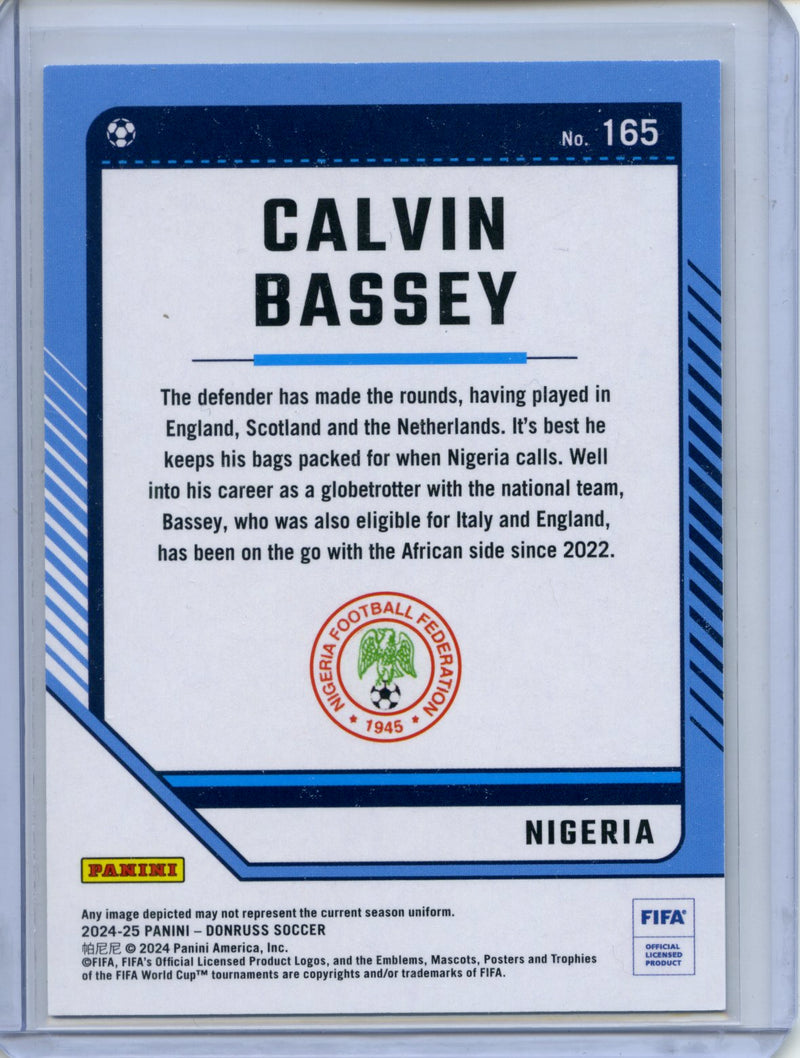 No. 165
CALVIN
BASSEY
The defender has made the rounds, having played in
England, Scotland and the Netherlands. It's best he
keeps his bags packed for when Nigeria calls. Well
into his career as a globetrotter with the national team,
Bassey, who was also eligible for Italy and England,
has been on the go with the African side since 2022.
NIGERIA FOOTBALL FEDERATION
★ 1945 ★
NIGERIA
PANINI
Any image depicted may not represent the current season uniform.
2024-25 PANINI – DONRUSS SOCCER
帕尼尼 © 2024 Panini America, Inc.
©FIFA, FIFA's Official Licensed Product Logos, and the Emblems, Mascots, Posters and Trophies
of the FIFA World Cup™ tournaments are copyrights and/or trademarks of FIFA.
FIFA®
OFFICIAL
LICENSED
PRODUCT